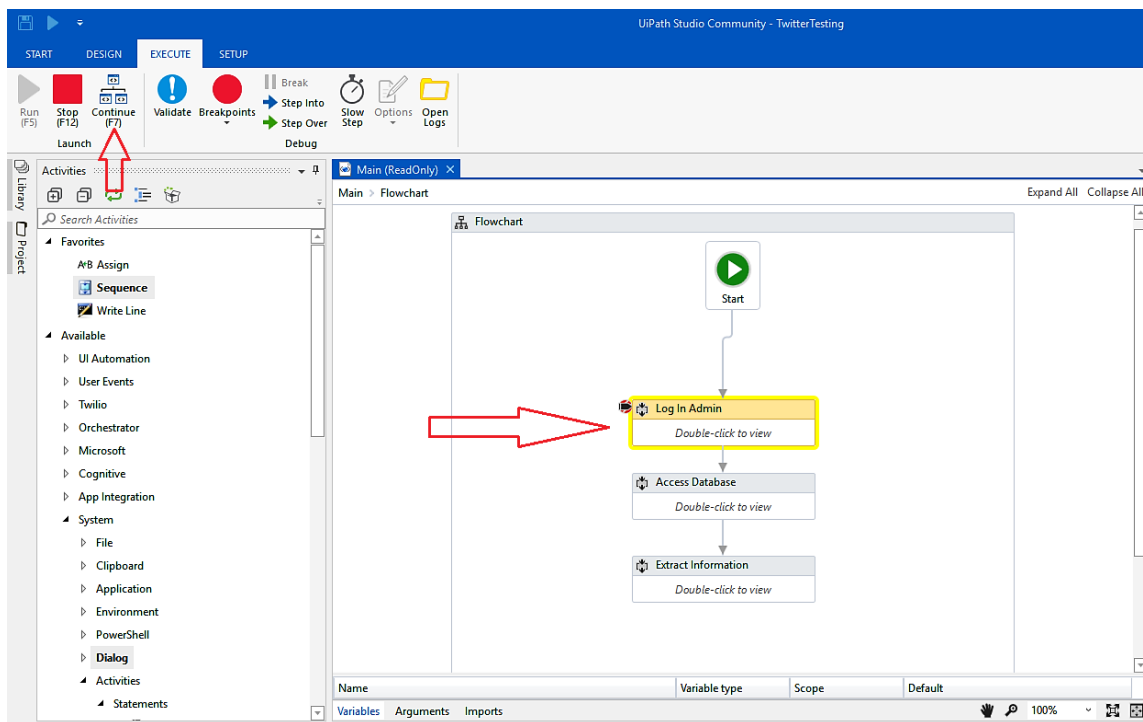 UiPath Studio Community - TwitterTesting
START DESIGN EXECUTE SETUP
Run (F5)
Stop (F12)
Continue (F7)
Launch
Validate
Breakpoints
Break
Step Into
Step Over
Debug
Slow Step
Options
Open Logs
Library
Project
Activities
Search Activities
Favorites
A+B Assign
Sequence
Write Line
Available
UI Automation
User Events
Twilio
Orchestrator
Microsoft
Cognitive
App Integration
System
File
Clipboard
Application
Environment
PowerShell
Dialog
Activities
Statements
Main (ReadOnly)
Main > Flowchart
Expand All Collapse All
Flowchart
Start
Log In Admin
Double-click to view
Access Database
Double-click to view
Extract Information
Double-click to view
Name Variable type Scope Default
Variables Arguments Imports
100%